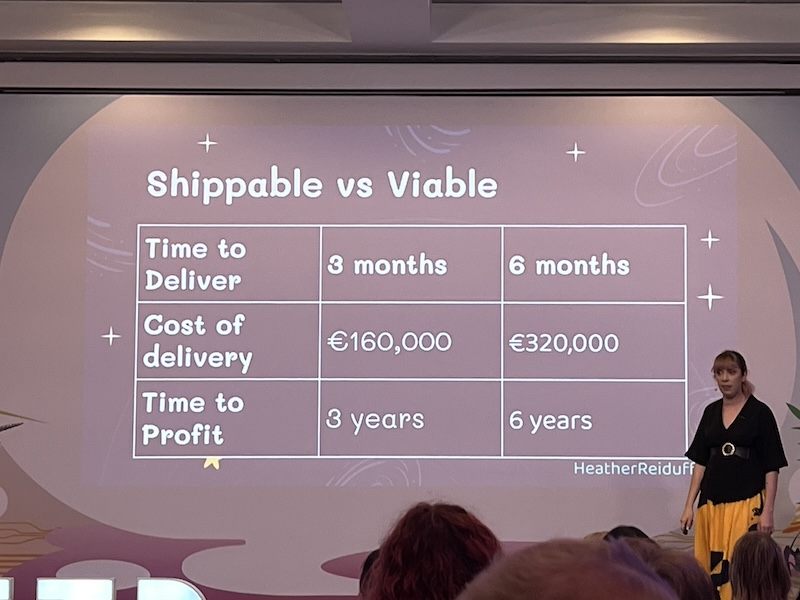 Shippable vs Viable
Time to
Deliver
3 months
6 months
Cost of
delivery
€160,000
€320,000
Time to
Profit
3 years
6 years
HeatherReiduff